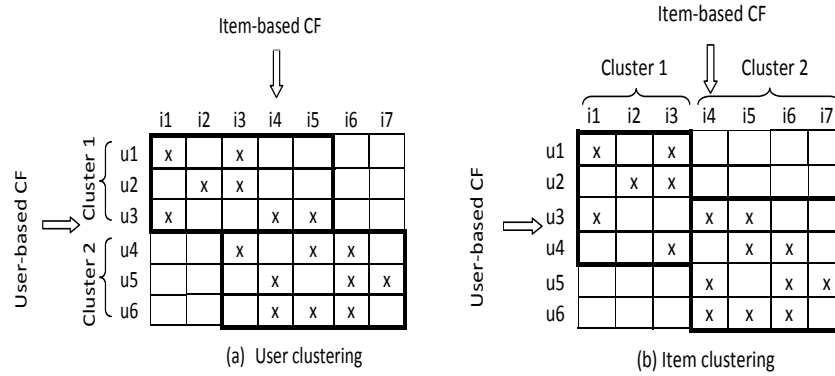 Item-based CF
i1 i2 i3 i4 i5 i6 i7
User-based CF
Cluster 1
Cluster 2
u1 x x
u2 x x
u3 x x x
u4 x x x
u5 x x x
u6 x x x
(a) User clustering
Item-based CF
Cluster 1 Cluster 2
i1 i2 i3 i4 i5 i6 i7
User-based CF
u1 x x
u2 x x
u3 x x x
u4 x x x
u5 x x x
u6 x x x
(b) Item clustering